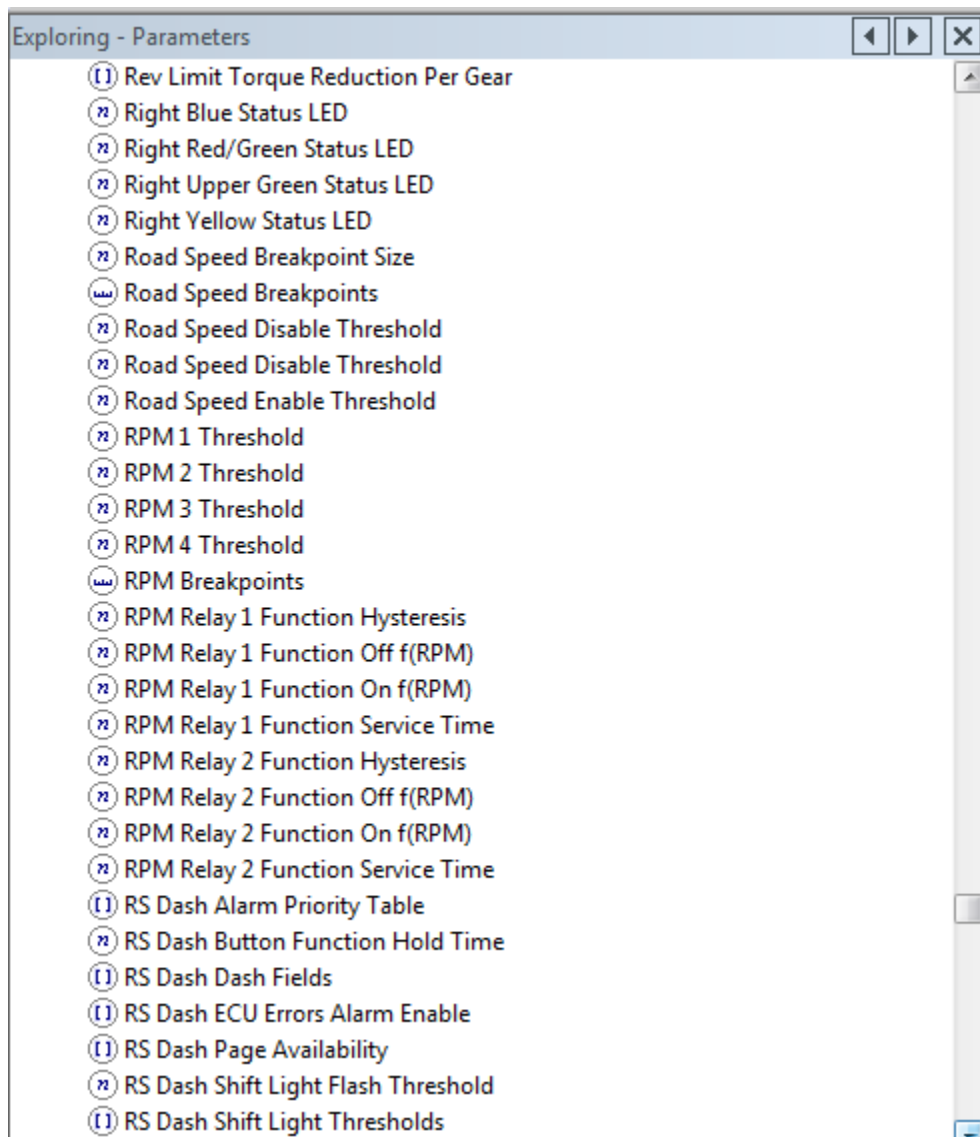 Exploring - Parameters
[ ] Rev Limit Torque Reduction Per Gear
n Right Blue Status LED
n Right Red/Green Status LED
n Right Upper Green Status LED
n Right Yellow Status LED
n Road Speed Breakpoint Size
Road Speed Breakpoints
n Road Speed Disable Threshold
n Road Speed Disable Threshold
n Road Speed Enable Threshold
n RPM 1 Threshold
n RPM 2 Threshold
n RPM 3 Threshold
n RPM 4 Threshold
RPM Breakpoints
n RPM Relay 1 Function Hysteresis
n RPM Relay 1 Function Off f(RPM)
n RPM Relay 1 Function On f(RPM)
n RPM Relay 1 Function Service Time
n RPM Relay 2 Function Hysteresis
n RPM Relay 2 Function Off f(RPM)
n RPM Relay 2 Function On f(RPM)
n RPM Relay 2 Function Service Time
[ ] RS Dash Alarm Priority Table
n RS Dash Button Function Hold Time
[ ] RS Dash Dash Fields
[ ] RS Dash ECU Errors Alarm Enable
[ ] RS Dash Page Availability
n RS Dash Shift Light Flash Threshold
[ ] RS Dash Shift Light Thresholds